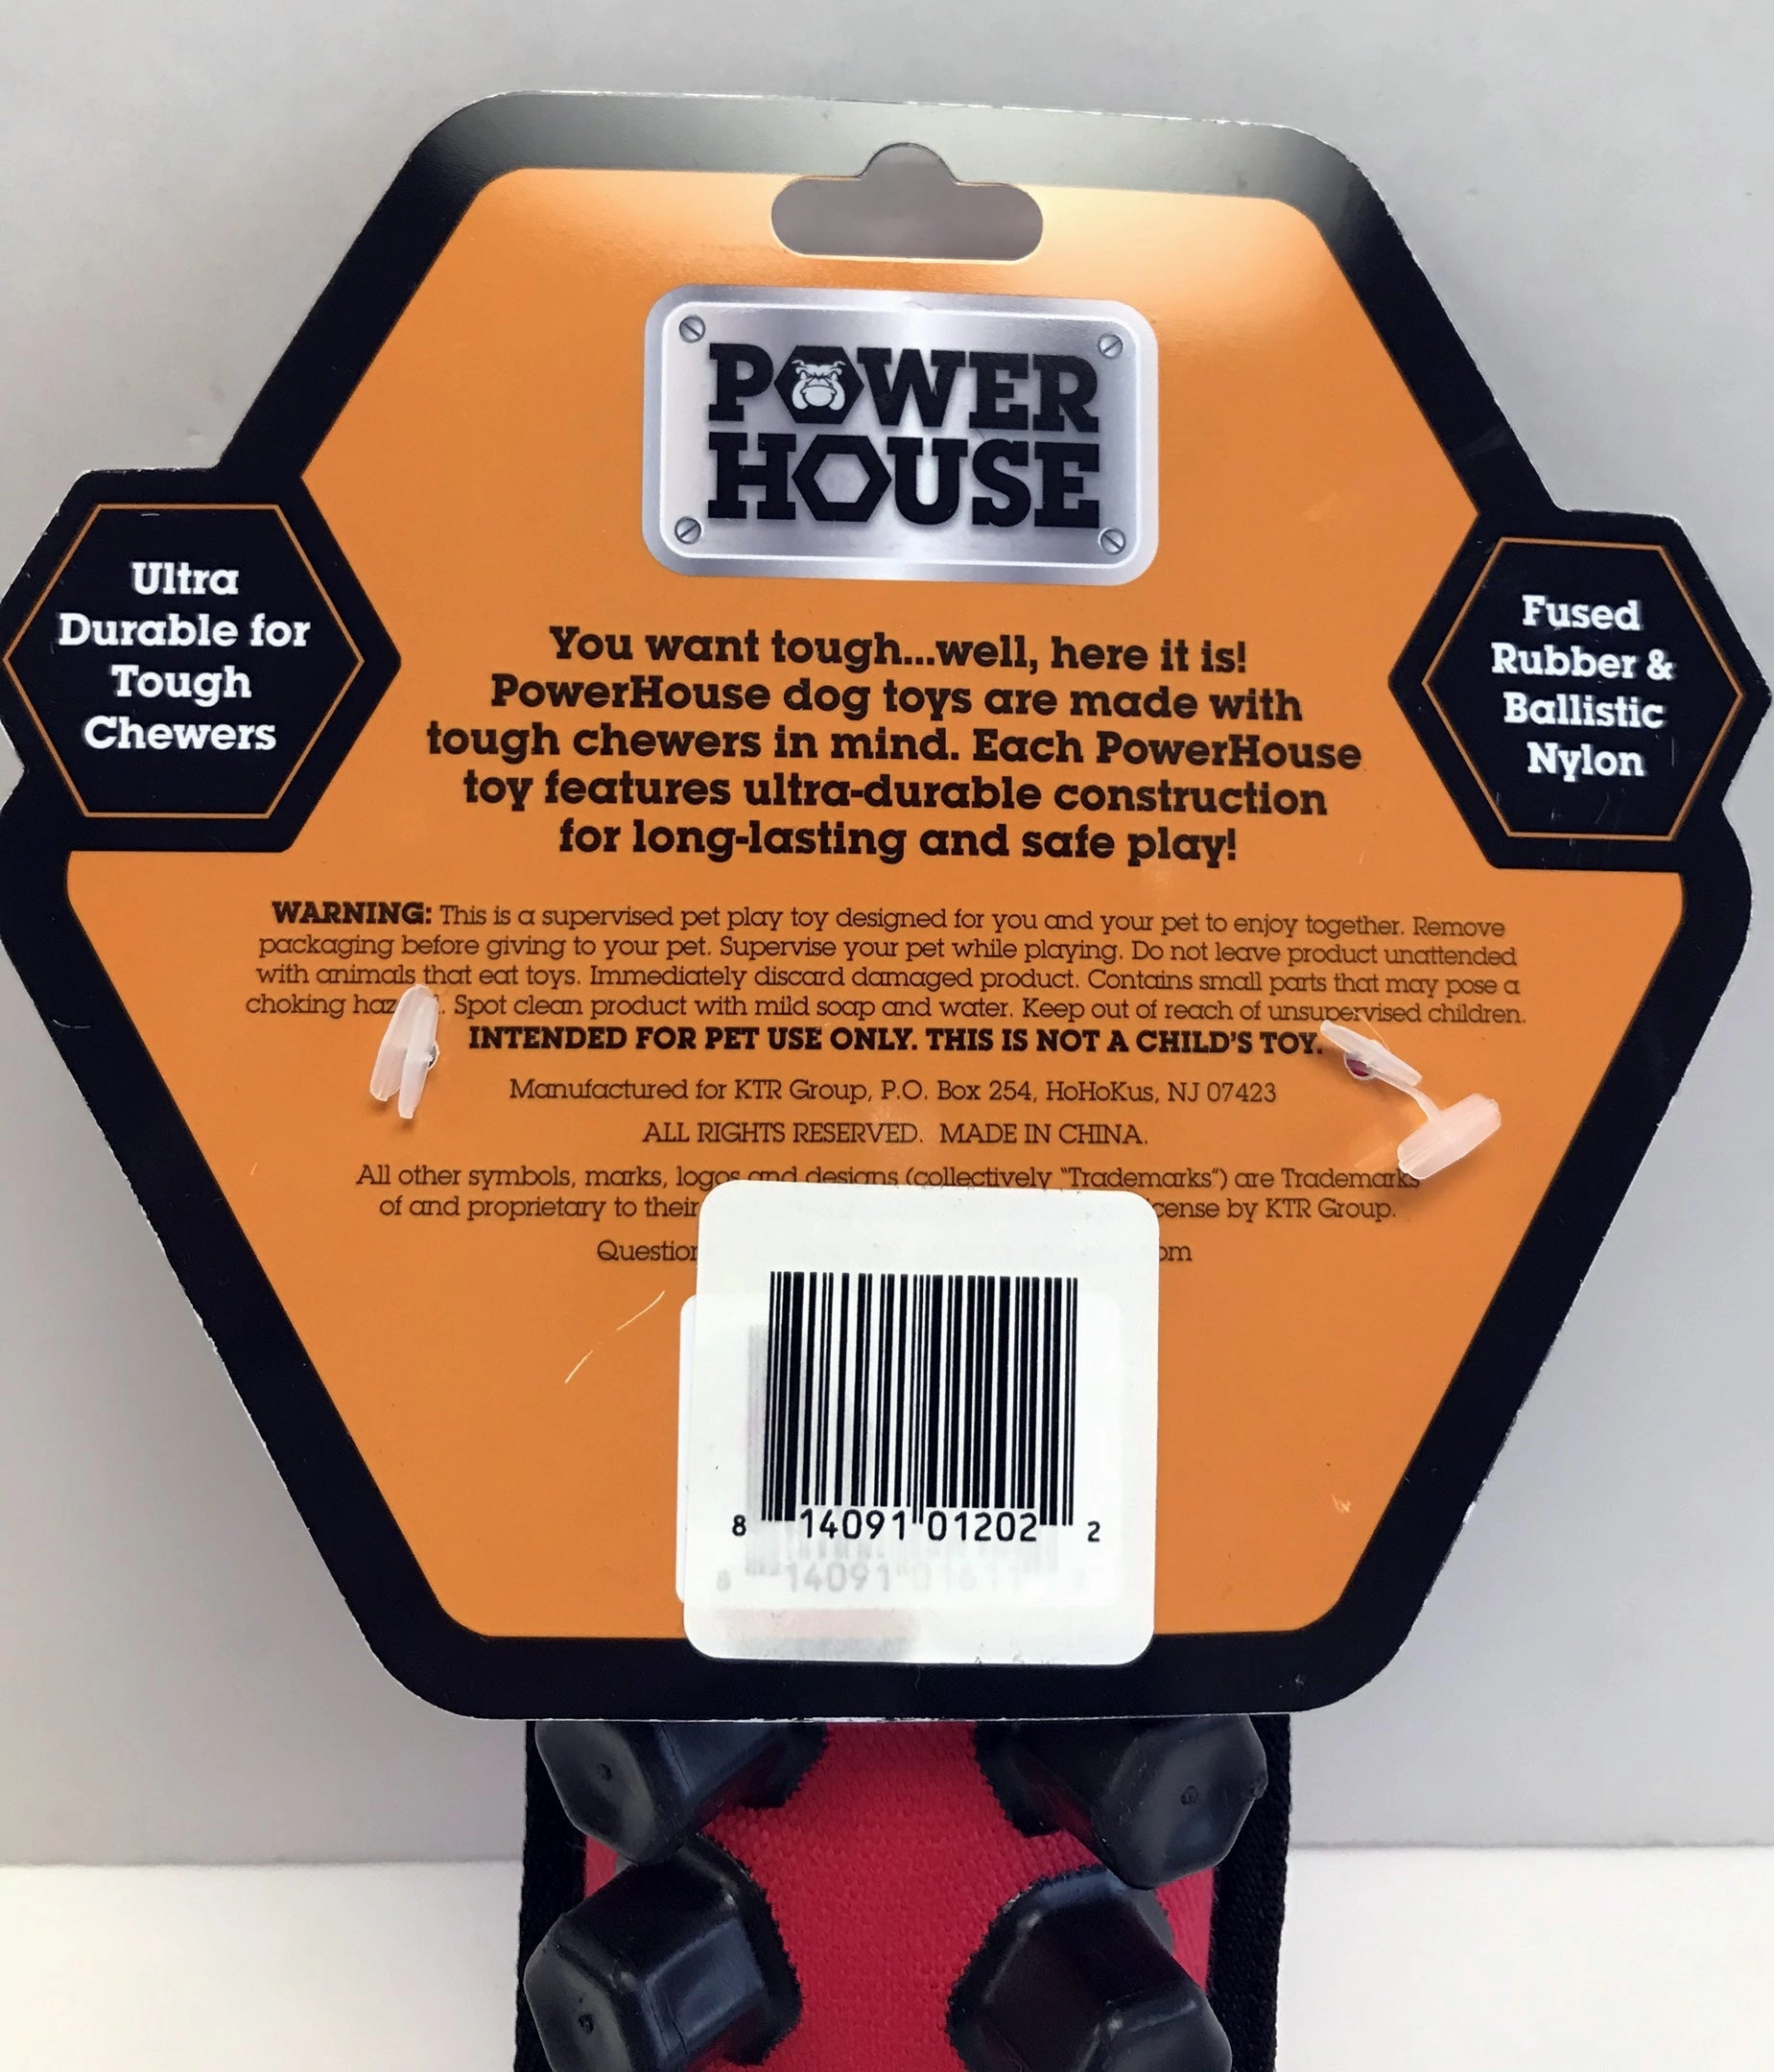 POWER
HOUSE
Ultra
Durable for
Tough
Chewers
Fused
Rubber &
Ballistic
Nylon
You want tough...well, here it is!
PowerHouse dog toys are made with
tough chewers in mind. Each PowerHouse
toy features ultra-durable construction
for long-lasting and safe play!
WARNING: This is a supervised pet play toy designed for you and your pet to enjoy together. Remove
packaging before giving to your pet. Supervise your pet while playing. Do not leave product unattended
with animals that eat toys. Immediately discard damaged product. Contains small parts that may pose a
choking Spot clean product with mild soap and water. Keep out of reach of unsupervised children.
INTENDED FOR PET USE ONLY. THIS IS NOT A CHILD'S TOY.
Manufactured for KTR Group, P.O. Box 254, HoHoKus, NJ 07423
ALL RIGHTS RESERVED. MADE IN CHINA.
All other symbols, marks, logos and designs (collectively "Trademarks") are Trademarks
of and proprietary to their by KTR Group.
8 14091 01202 2